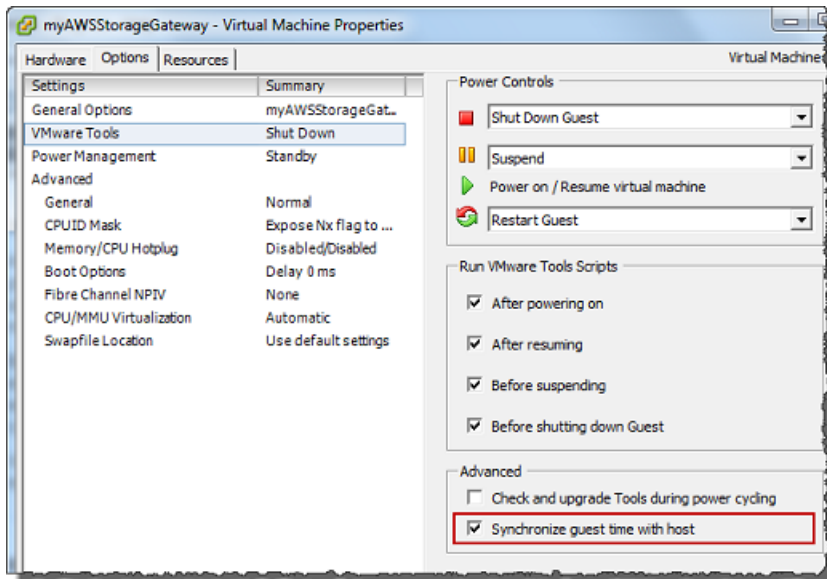 myAWSStorageGateway - Virtual Machine Properties
Hardware Options Resources
Virtual Machine
Settings Summary
General Options myAWSStorageGat...
VMware Tools Shut Down
Power Management Standby
Advanced
General Normal
CPUID Mask Expose Nx flag to ...
Memory/CPU Hotplug Disabled/Disabled
Boot Options Delay 0 ms
Fibre Channel NPIV None
CPU/MMU Virtualization Automatic
Swapfile Location Use default settings
Power Controls
Shut Down Guest
Suspend
Power on / Resume virtual machine
Restart Guest
Run VMware Tools Scripts
After powering on
After resuming
Before suspending
Before shutting down Guest
Advanced
Check and upgrade Tools during power cycling
Synchronize guest time with host